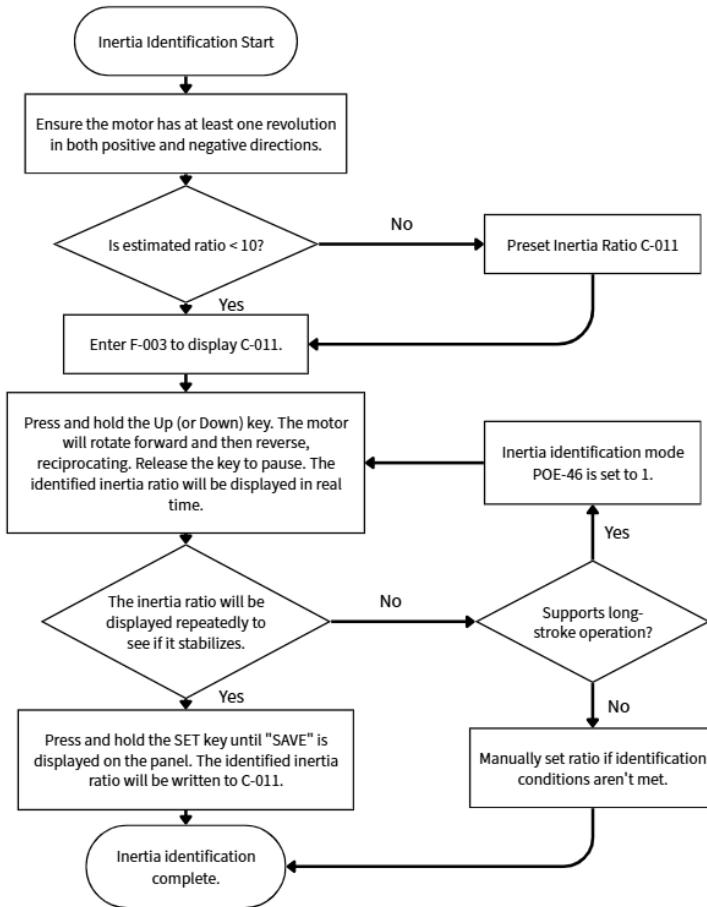 Inertia Identification Start
Ensure the motor has at least one revolution
in both positive and negative directions.
Is estimated ratio < 10?
No
Preset Inertia Ratio C-011
Yes
Enter F-003 to display C-011.
Press and hold the Up (or Down) key. The motor
will rotate forward and then reverse,
reciprocating. Release the key to pause. The
identified inertia ratio will be displayed in real
time.
Inertia identification mode
POE-46 is set to 1.
Yes
The inertia ratio will be
displayed repeatedly to
see if it stabilizes.
No
Supports long-
stroke operation?
Yes
No
Press and hold the SET key until "SAVE" is
displayed on the panel. The identified inertia
ratio will be written to C-011.
Manually set ratio if identification
conditions aren't met.
Inertia identification
complete.